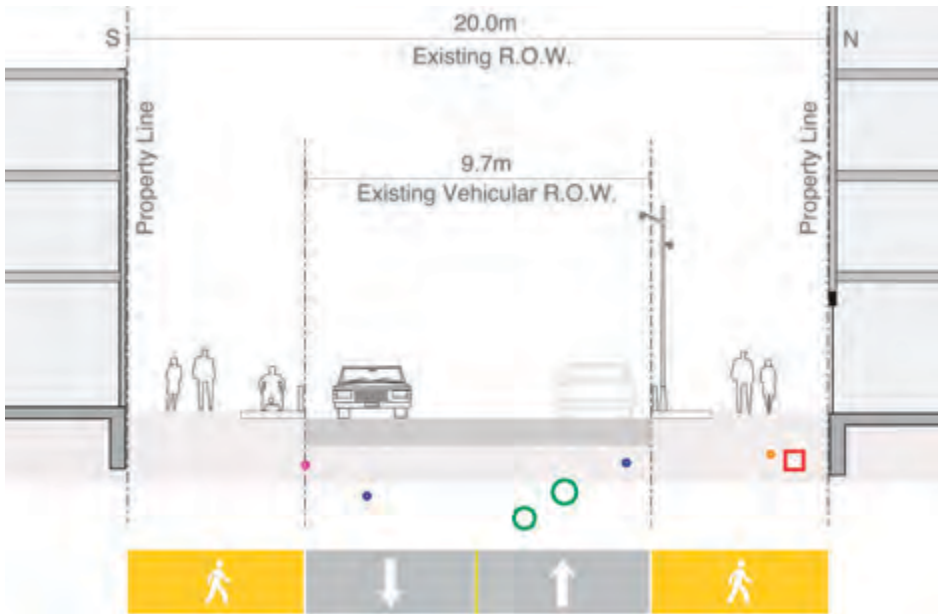 20.0m
S
N
Existing R.O.W.
Property Line
Property Line
9.7m
Existing Vehicular R.O.W.